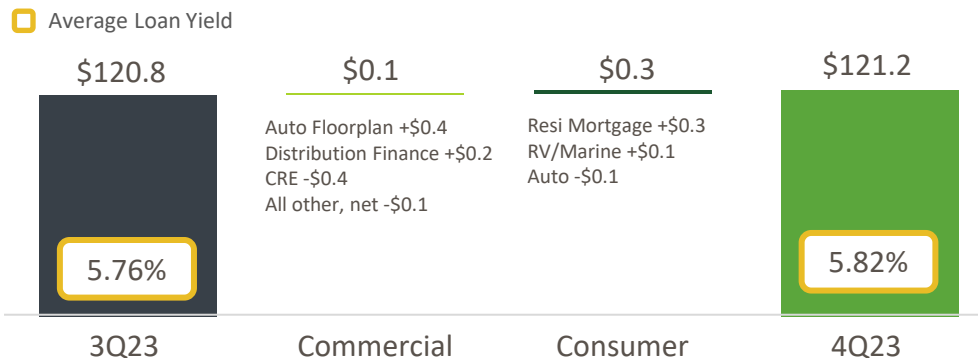 Average Loan Yield
$120.8
$0.1
$0.3
$121.2
Auto Floorplan +$0.4
Distribution Finance +$0.2
CRE -$0.4
All other, net -$0.1
Resi Mortgage +$0.3
RV/Marine +$0.1
Auto -$0.1
5.76%
5.82%
3Q23
Commercial
Consumer
4Q23